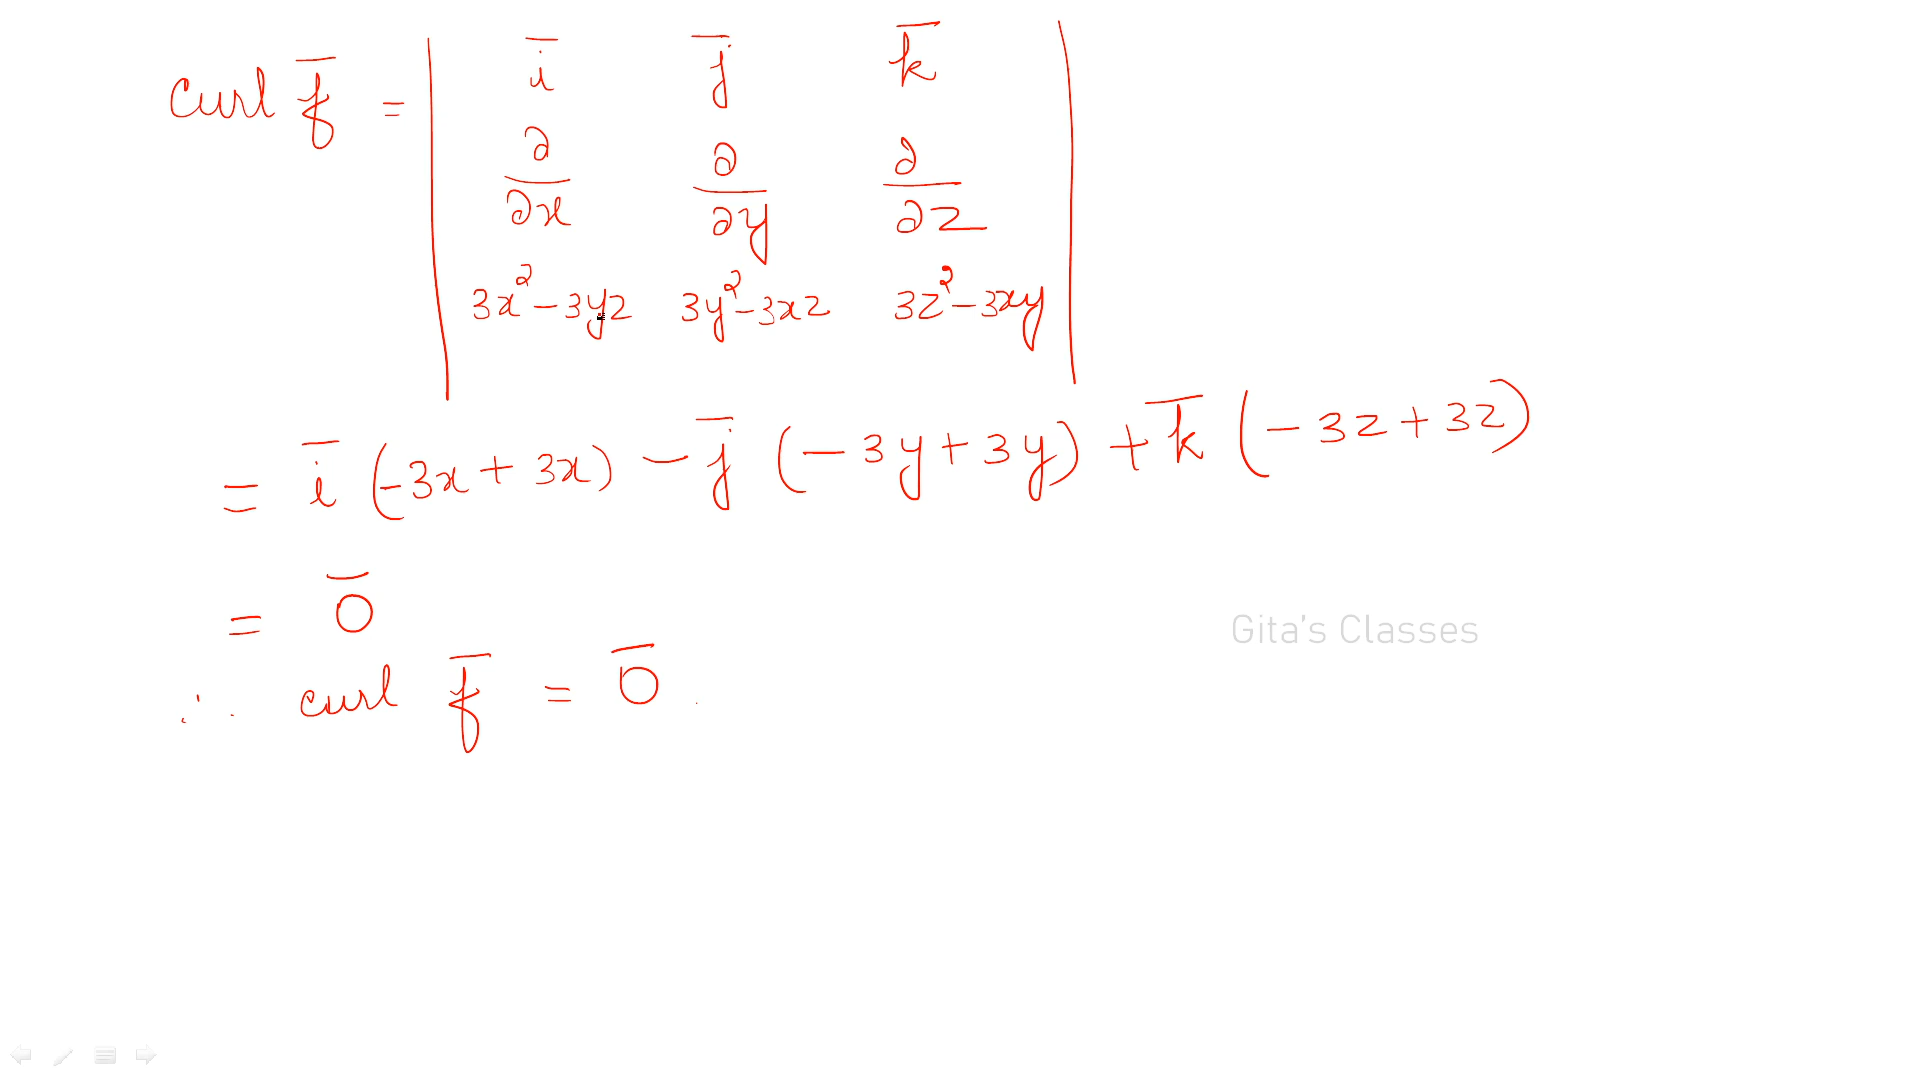 curl f̅ = | i̅ j̅ k̅ |
∂/∂x ∂/∂y ∂/∂z
3x² - 3yz 3y² - 3xz 3z² - 3xy
= i̅ (-3x + 3x) - j̅ (-3y + 3y) + k̅ (-3z + 3z)
= 0̅
Gita's Classes
∴ curl f̅ = 0̅.